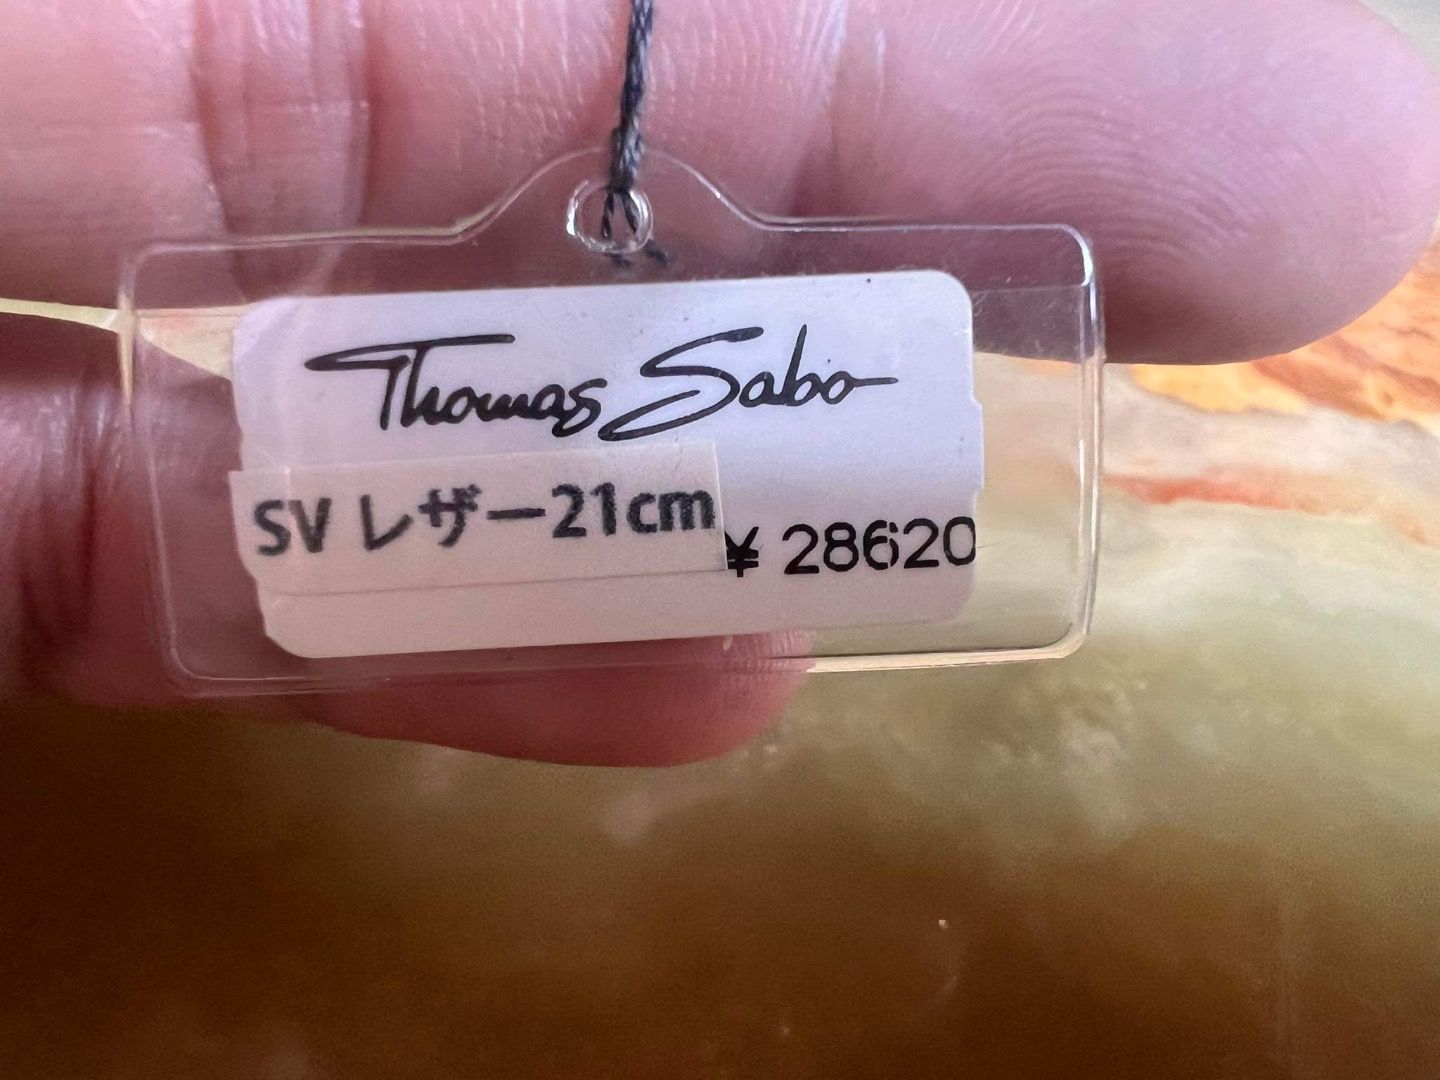 Thomas Sabo
SV レザー21cm
¥ 28620